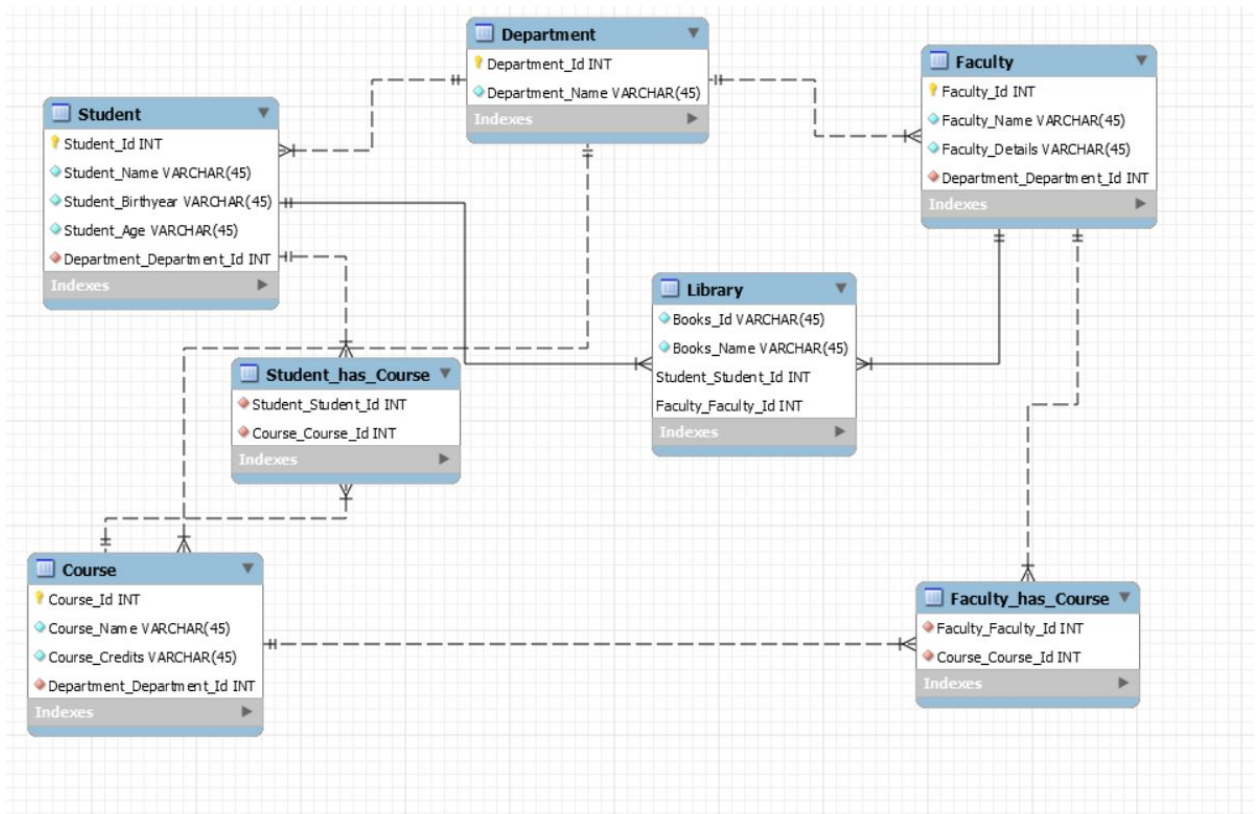 Department
Department_Id INT
Department_Name VARCHAR(45)
Indexes
Faculty
Faculty_Id INT
Faculty_Name VARCHAR(45)
Faculty_Details VARCHAR(45)
Department_Department_Id INT
Indexes
Student
Student_Id INT
Student_Name VARCHAR(45)
Student_Birthyear VARCHAR(45)
Student_Age VARCHAR(45)
Department_Department_Id INT
Indexes
Library
Books_Id VARCHAR(45)
Books_Name VARCHAR(45)
Student_Student_Id INT
Faculty_Faculty_Id INT
Indexes
Student_has_Course
Student_Student_Id INT
Course_Course_Id INT
Indexes
Course
Course_Id INT
Course_Name VARCHAR(45)
Course_Credits VARCHAR(45)
Department_Department_Id INT
Indexes
Faculty_has_Course
Faculty_Faculty_Id INT
Course_Course_Id INT
Indexes